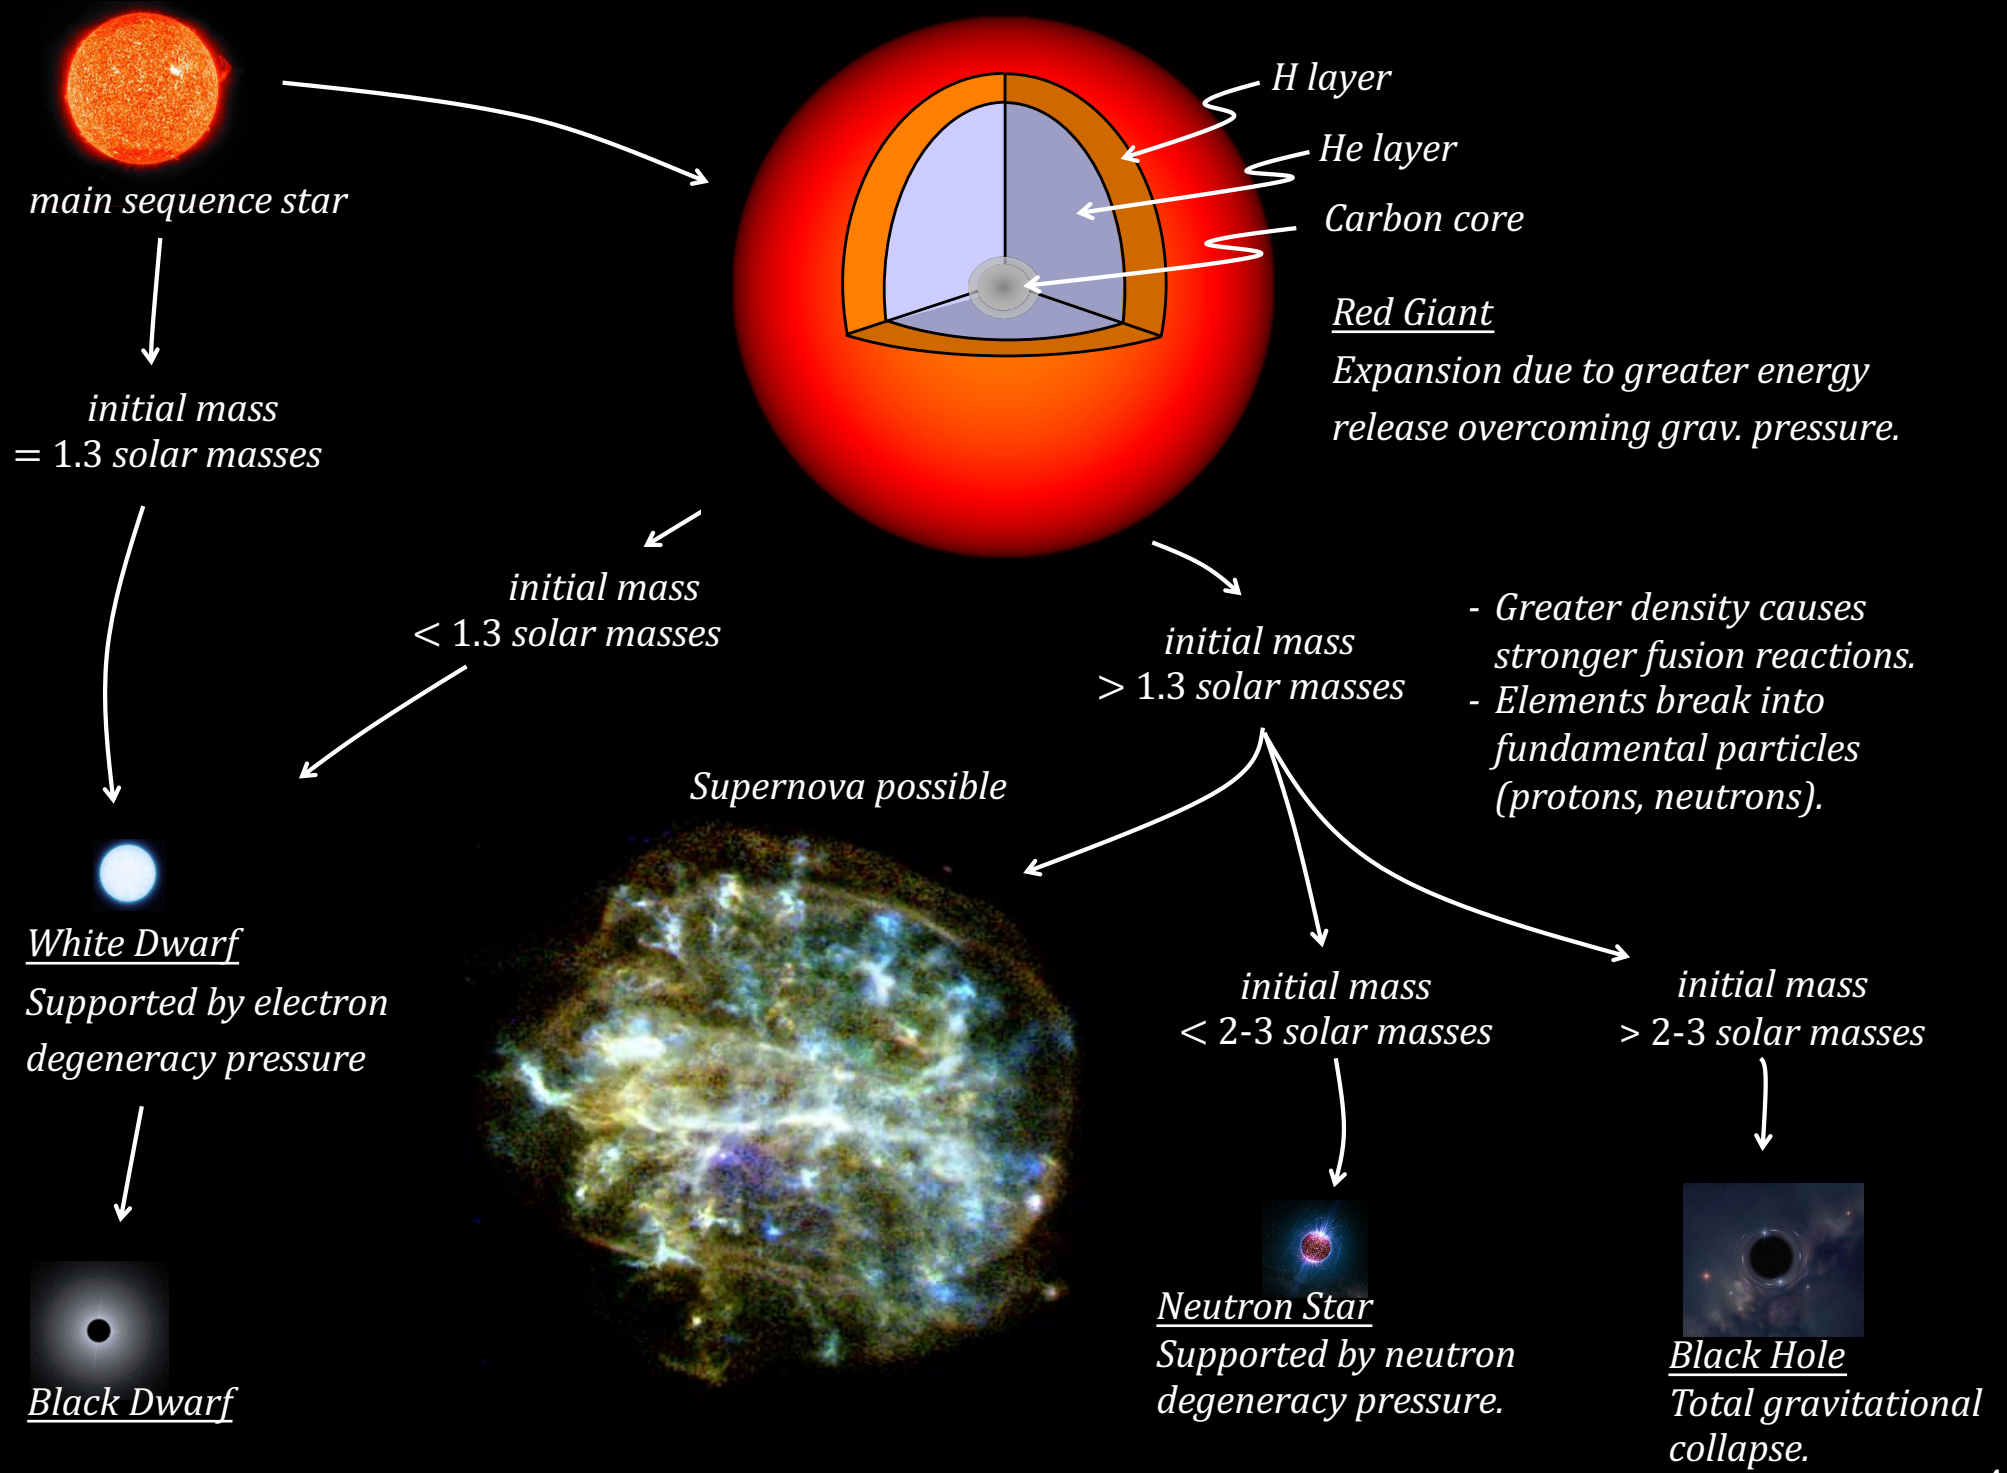 H layer
He layer
Carbon core
main sequence star
Red Giant
Expansion due to greater energy
release overcoming grav. pressure.
initial mass
= 1.3 solar masses
initial mass
< 1.3 solar masses
initial mass
> 1.3 solar masses
- Greater density causes
stronger fusion reactions.
- Elements break into
fundamental particles
(protons, neutrons).
Supernova possible
White Dwarf
Supported by electron
degeneracy pressure
initial mass
< 2-3 solar masses
initial mass
> 2-3 solar masses
Black Dwarf
Neutron Star
Supported by neutron
degeneracy pressure.
Black Hole
Total gravitational
collapse.